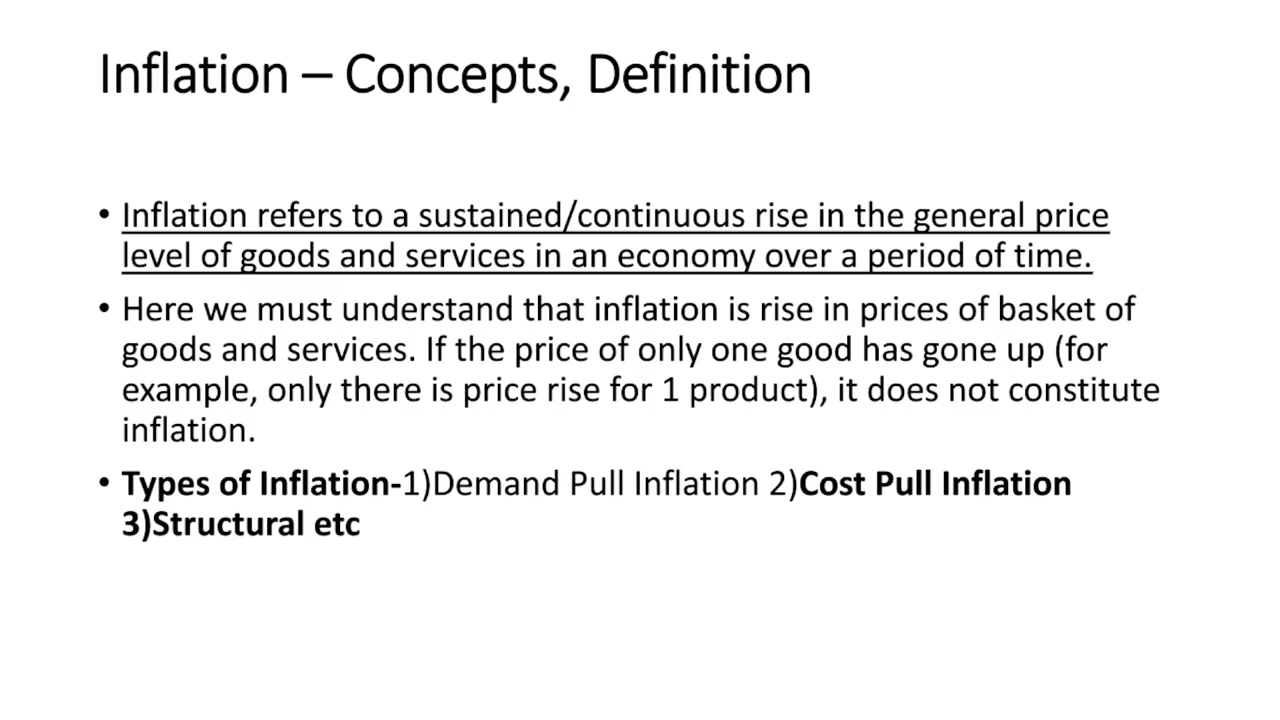 Inflation – Concepts, Definition
• Inflation refers to a sustained/continuous rise in the general price
level of goods and services in an economy over a period of time.
• Here we must understand that inflation is rise in prices of basket of
goods and services. If the price of only one good has gone up (for
example, only there is price rise for 1 product), it does not constitute
inflation.
• Types of Inflation-1)Demand Pull Inflation 2)Cost Pull Inflation
3)Structural etc